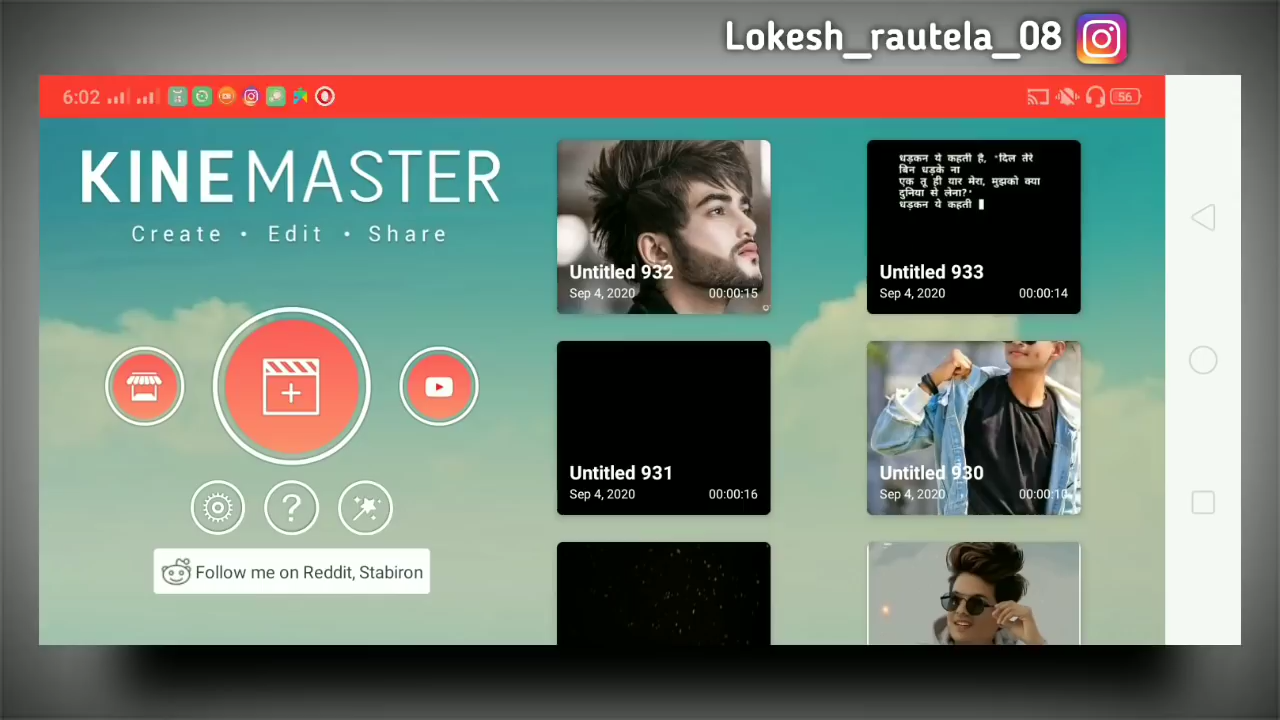 Lokesh_rautela_08
6:02
56
KINEMASTER
Create • Edit • Share
Follow me on Reddit, Stabiron
Untitled 932
Sep 4, 2020 00:00:15
धड़कन ये कहती है, "दिल तेरे
बिन धड़के ना
एक तू ही यार मेरा, मुझको क्या
दुनिया से लेना?"
धड़कन ये कहती
Untitled 933
Sep 4, 2020 00:00:14
Untitled 931
Sep 4, 2020 00:00:16
Untitled 930
Sep 4, 2020 00:00:10